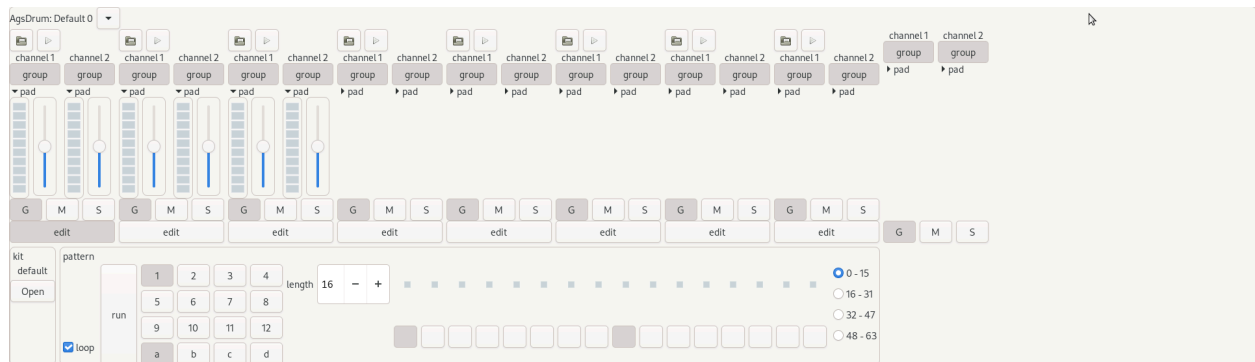 AgsDrum: Default 0
channel 1 channel 2 channel 1 channel 2 channel 1 channel 2 channel 1 channel 2 channel 1 channel 2 channel 1 channel 2 channel 1 channel 2 channel 1 channel 2 channel 1 channel 2
group group group group group group group group group group group group group group group group group group
pad pad pad pad pad pad pad pad pad pad pad pad pad pad pad pad pad pad
G M S G M S G M S G M S G M S G M S G M S G M S
edit edit edit edit edit edit edit edit G M S
kit pattern
default
Open
run
loop
1 2 3 4
5 6 7 8
9 10 11 12
a b c d
length 16 − +
0 - 15
16 - 31
32 - 47
48 - 63